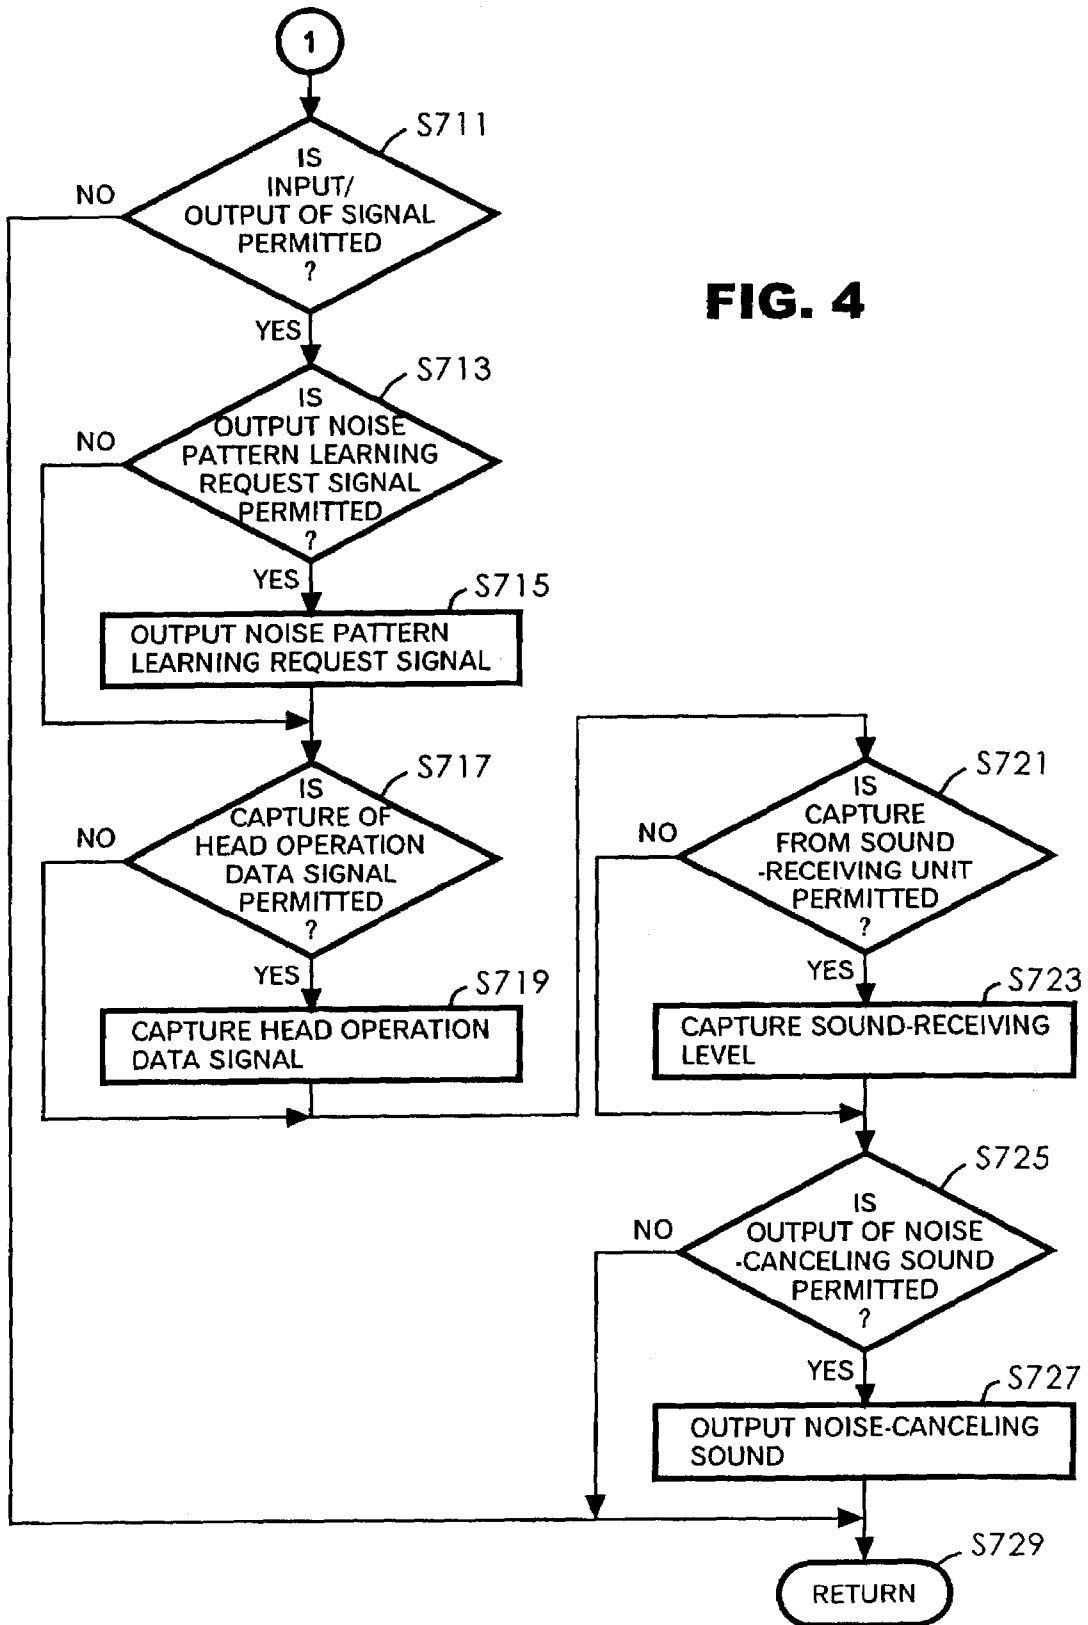 1
S711
IS
INPUT/
OUTPUT OF SIGNAL
PERMITTED
?
NO
YES
FIG. 4
S713
IS
OUTPUT NOISE
PATTERN LEARNING
REQUEST SIGNAL
PERMITTED
?
NO
YES
S715
OUTPUT NOISE PATTERN
LEARNING REQUEST SIGNAL
S717
IS
CAPTURE OF
HEAD OPERATION
DATA SIGNAL
PERMITTED
?
NO
YES
S719
CAPTURE HEAD OPERATION
DATA SIGNAL
S721
IS
CAPTURE
FROM SOUND
-RECEIVING UNIT
PERMITTED
?
NO
YES
S723
CAPTURE SOUND-RECEIVING
LEVEL
S725
IS
OUTPUT OF NOISE
-CANCELING SOUND
PERMITTED
?
NO
YES
S727
OUTPUT NOISE-CANCELING
SOUND
S729
RETURN